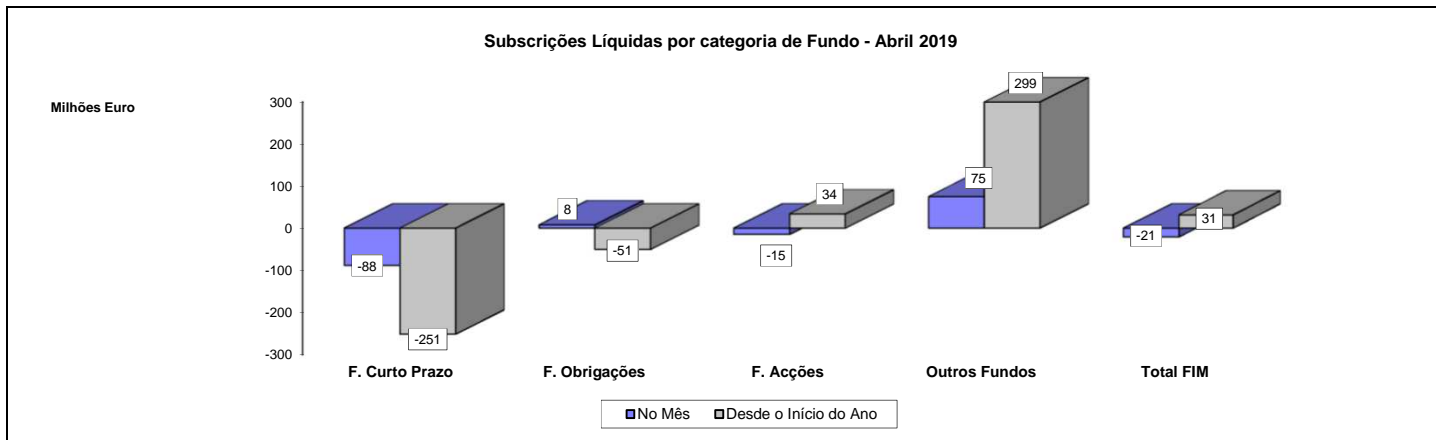 Subscrições Líquidas por categoria de Fundo - Abril 2019
Milhões Euro
300
200
100
0
-100
-200
-300
-88
-251
8
-51
-15
34
75
299
-21
31
F. Curto Prazo
F. Obrigações
F. Acções
Outros Fundos
Total FIM
No Mês
Desde o Início do Ano